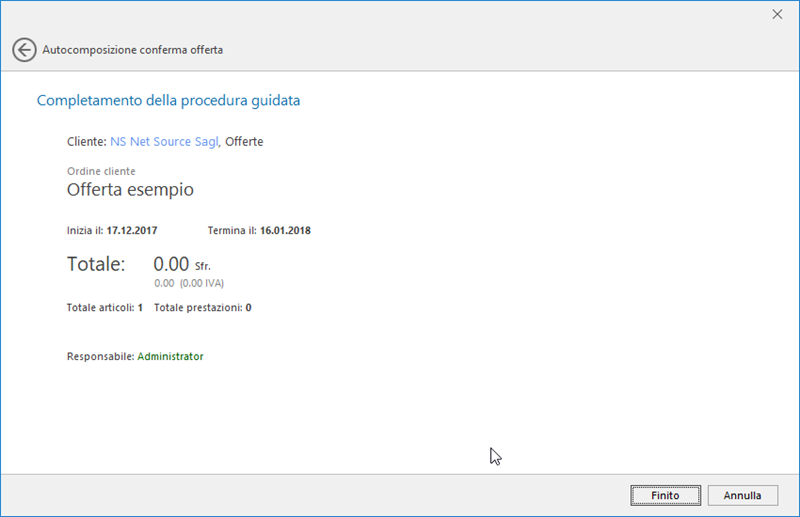 Autocomposizione conferma offerta
Completamento della procedura guidata
Cliente: NS Net Source Sagl, Offerte
Ordine cliente
Offerta esempio
Inizia il: 17.12.2017 Termina il: 16.01.2018
Totale: 0.00 Sfr.
0.00 (0.00 IVA)
Totale articoli: 1 Totale prestazioni: 0
Responsabile: Administrator
Finito Annulla